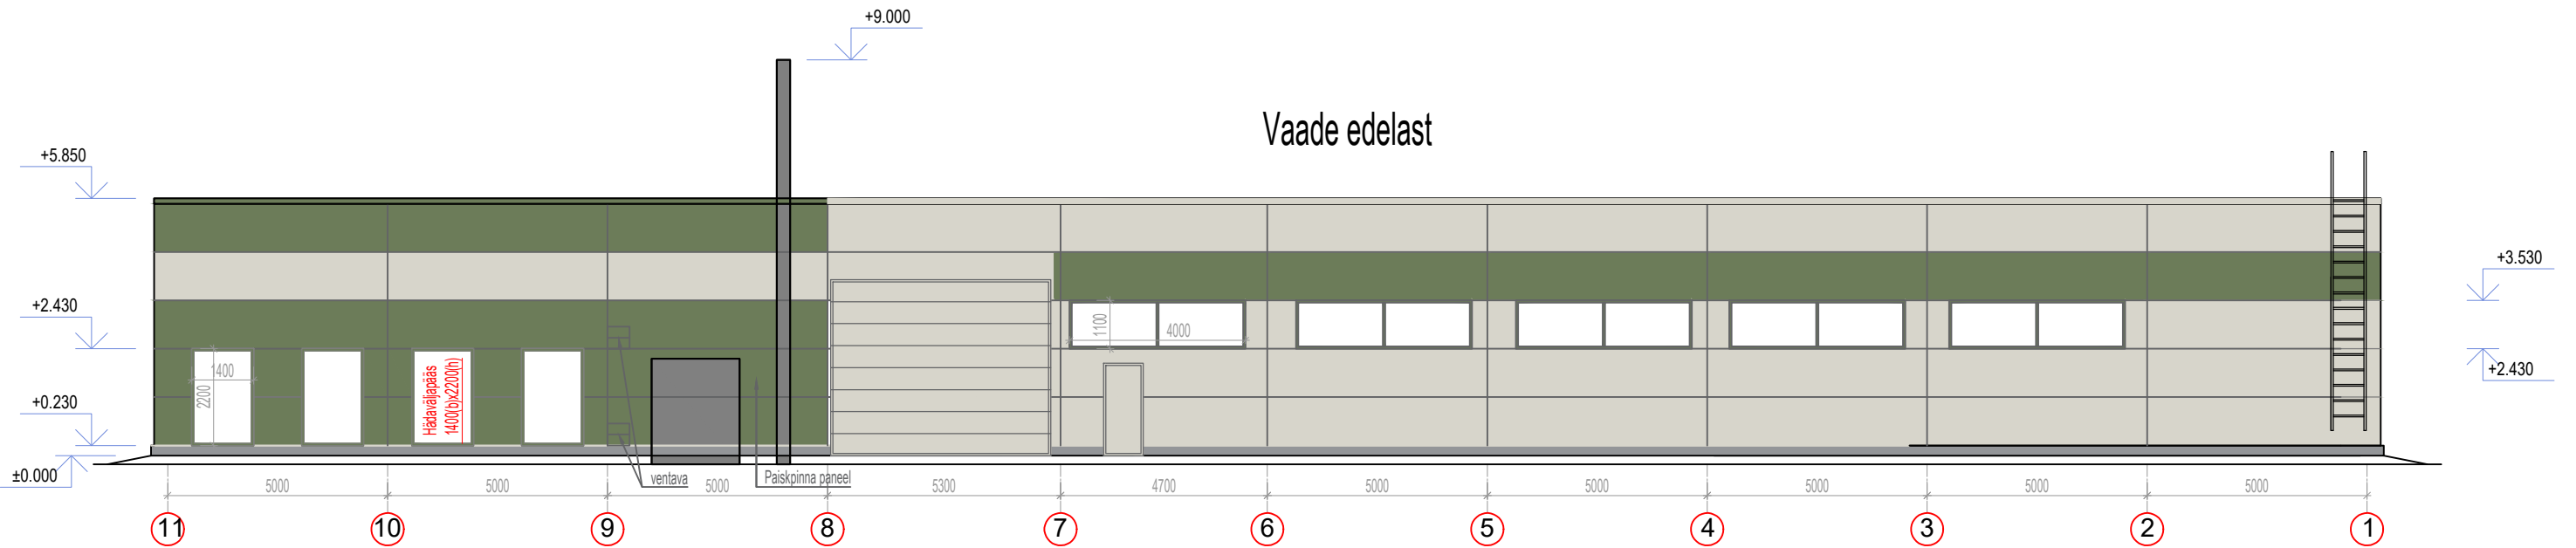 +9.000
Vaade edelast
+5.850
+3.530
+2.430
1100
4000
1400
2200
Hädaväljapääs
1400(b)x2200(h)
+2.430
+0.230
±0.000
ventava
Paiskpinna paneel
5000 5000 5000 5300 4700 5000 5000 5000 5000 5000
11 10 9 8 7 6 5 4 3 2 1